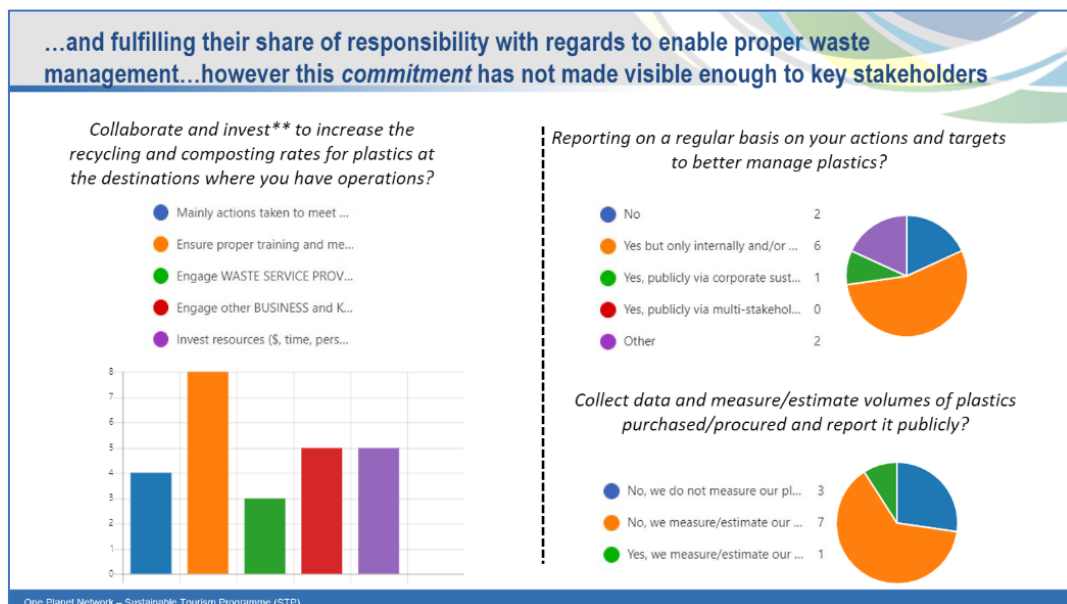 ...and fulfilling their share of responsibility with regards to enable proper waste
management...however this commitment has not made visible enough to key stakeholders
Collaborate and invest** to increase the
recycling and composting rates for plastics at
the destinations where you have operations?
Mainly actions taken to meet ...
Ensure proper training and me...
Engage WASTE SERVICE PROV...
Engage other BUSINESS and K...
Invest resources ($, time, pers...
8
7
6
5
4
3
2
1
0
Reporting on a regular basis on your actions and targets
to better manage plastics?
No 2
Yes but only internally and/or ... 6
Yes, publicly via corporate sust... 1
Yes, publicly via multi-stakehol... 0
Other 2
Collect data and measure/estimate volumes of plastics
purchased/procured and report it publicly?
No, we do not measure our pl... 3
No, we measure/estimate our ... 7
Yes, we measure/estimate our ... 1
One Planet Network – Sustainable Tourism Programme (STP)